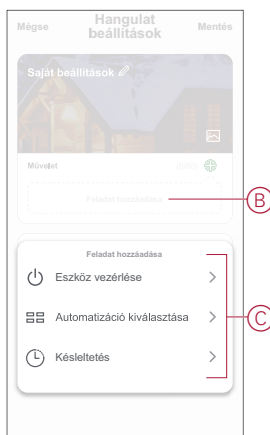 Mégse Hangulat beállítások Mentés
Saját beállítások
Művelet
Feladat hozzáadása
B
Feladat hozzáadása
Eszköz vezérlése
Automatizáció kiválasztása
C
Késleltetés